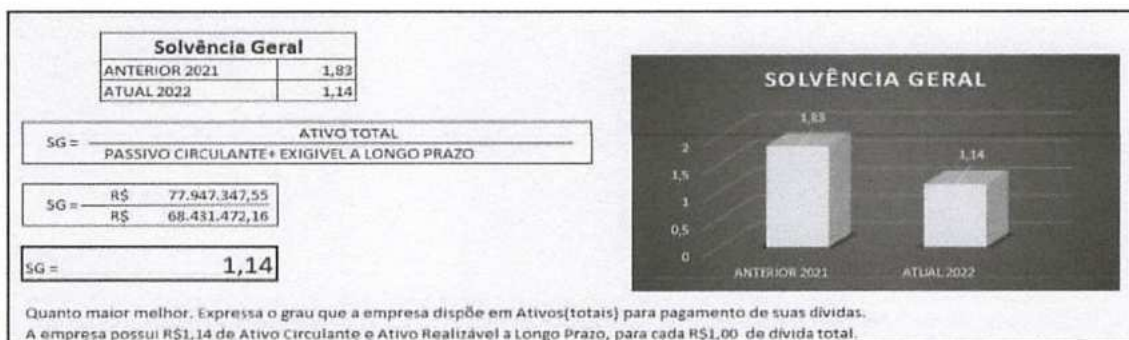 Solvência Geral
ANTERIOR 2021 1,83
ATUAL 2022 1,14
SG = ATIVO TOTAL
PASSIVO CIRCULANTE+ EXIGIVEL A LONGO PRAZO
SG = R$ 77.947.347,55
R$ 68.431.472,16
SG = 1,14
SOLVÊNCIA GERAL
1,83
1,14
2
1,5
1
0,5
0
ANTERIOR 2021 ATUAL 2022
Quanto maior melhor. Expressa o grau que a empresa dispõe em Ativos(totais) para pagamento de suas dívidas.
A empresa possui R$1,14 de Ativo Circulante e Ativo Realizável a Longo Prazo, para cada R$1,00 de dívida total.